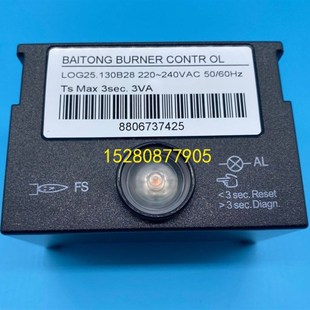 BAITONG BURNER CONTR OL
LOG25.130B28 220~240VAC 50/60Hz
Ts Max 3sec. 3VA
8806737425
15280877905
AL
FS
<3 sec. Reset
>3 sec. Diagn.